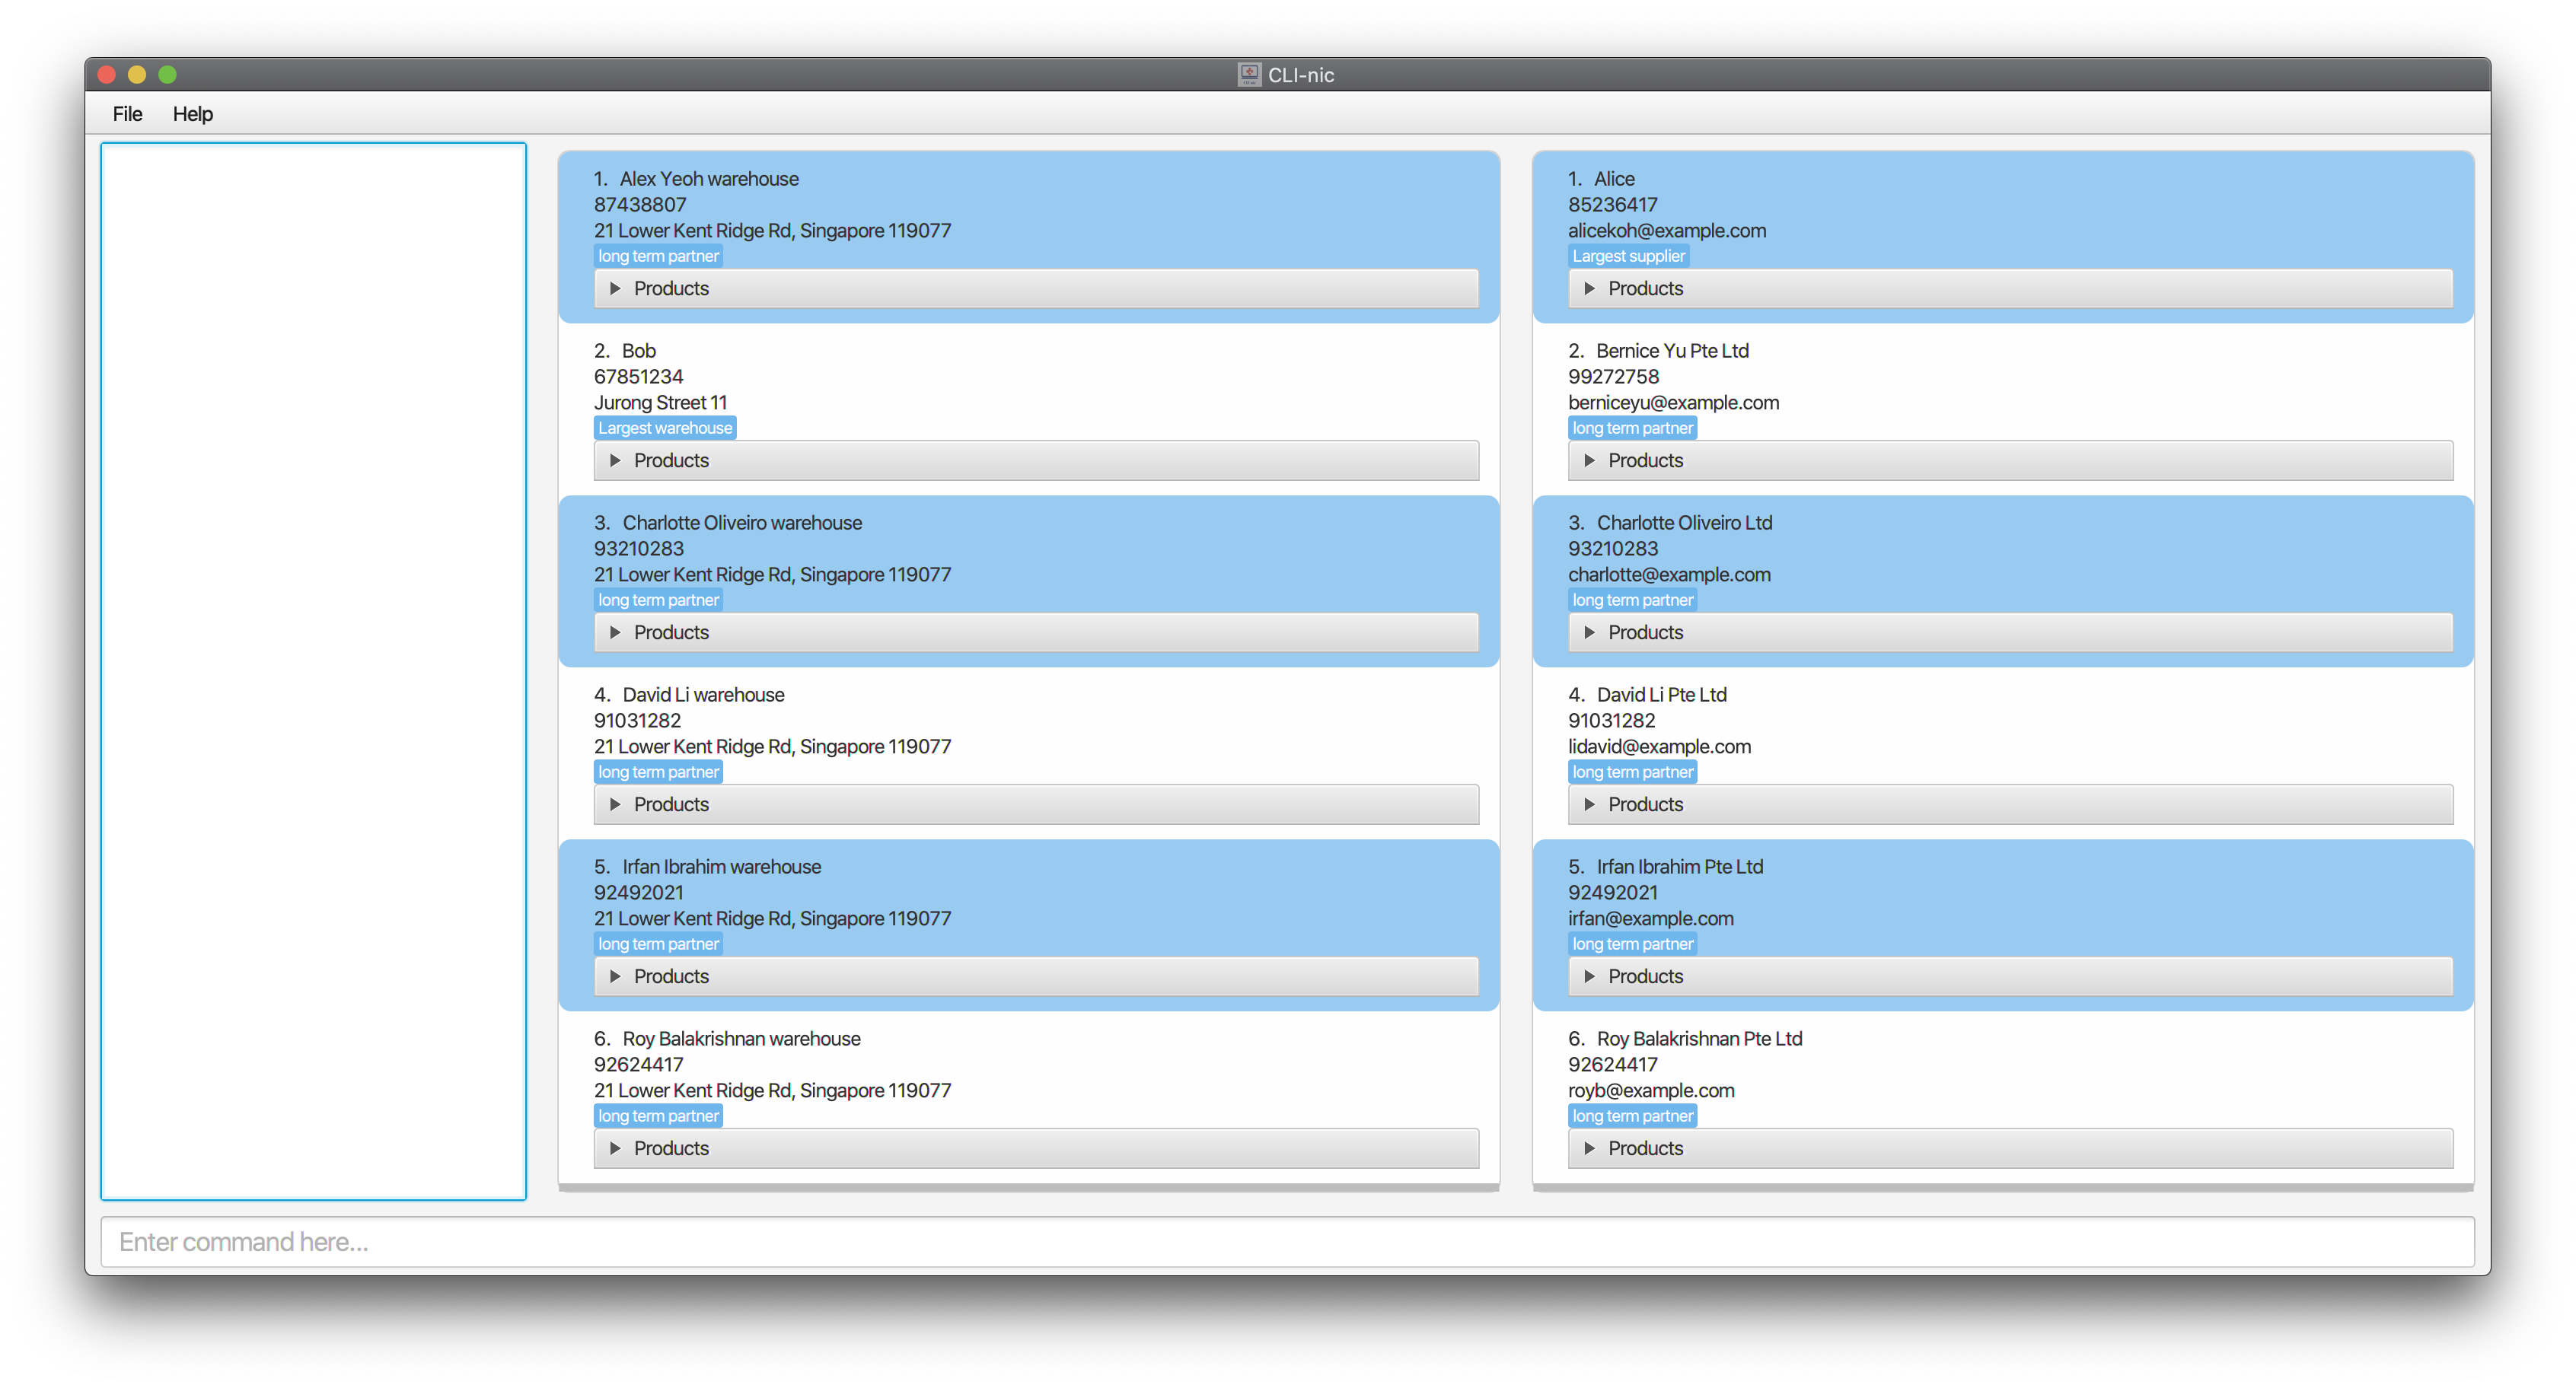 CLI-nic
File Help
1. Alex Yeoh warehouse
87438807
21 Lower Kent Ridge Rd, Singapore 119077
long term partner
Products
2. Bob
67851234
Jurong Street 11
Largest warehouse
Products
3. Charlotte Oliveiro warehouse
93210283
21 Lower Kent Ridge Rd, Singapore 119077
long term partner
Products
4. David Li warehouse
91031282
21 Lower Kent Ridge Rd, Singapore 119077
long term partner
Products
5. Irfan Ibrahim warehouse
92492021
21 Lower Kent Ridge Rd, Singapore 119077
long term partner
Products
6. Roy Balakrishnan warehouse
92624417
21 Lower Kent Ridge Rd, Singapore 119077
long term partner
Products
1. Alice
85236417
alicekoh@example.com
Largest supplier
Products
2. Bernice Yu Pte Ltd
99272758
berniceyu@example.com
long term partner
Products
3. Charlotte Oliveiro Ltd
93210283
charlotte@example.com
long term partner
Products
4. David Li Pte Ltd
91031282
lidavid@example.com
long term partner
Products
5. Irfan Ibrahim Pte Ltd
92492021
irfan@example.com
long term partner
Products
6. Roy Balakrishnan Pte Ltd
92624417
royb@example.com
long term partner
Products
Enter command here...